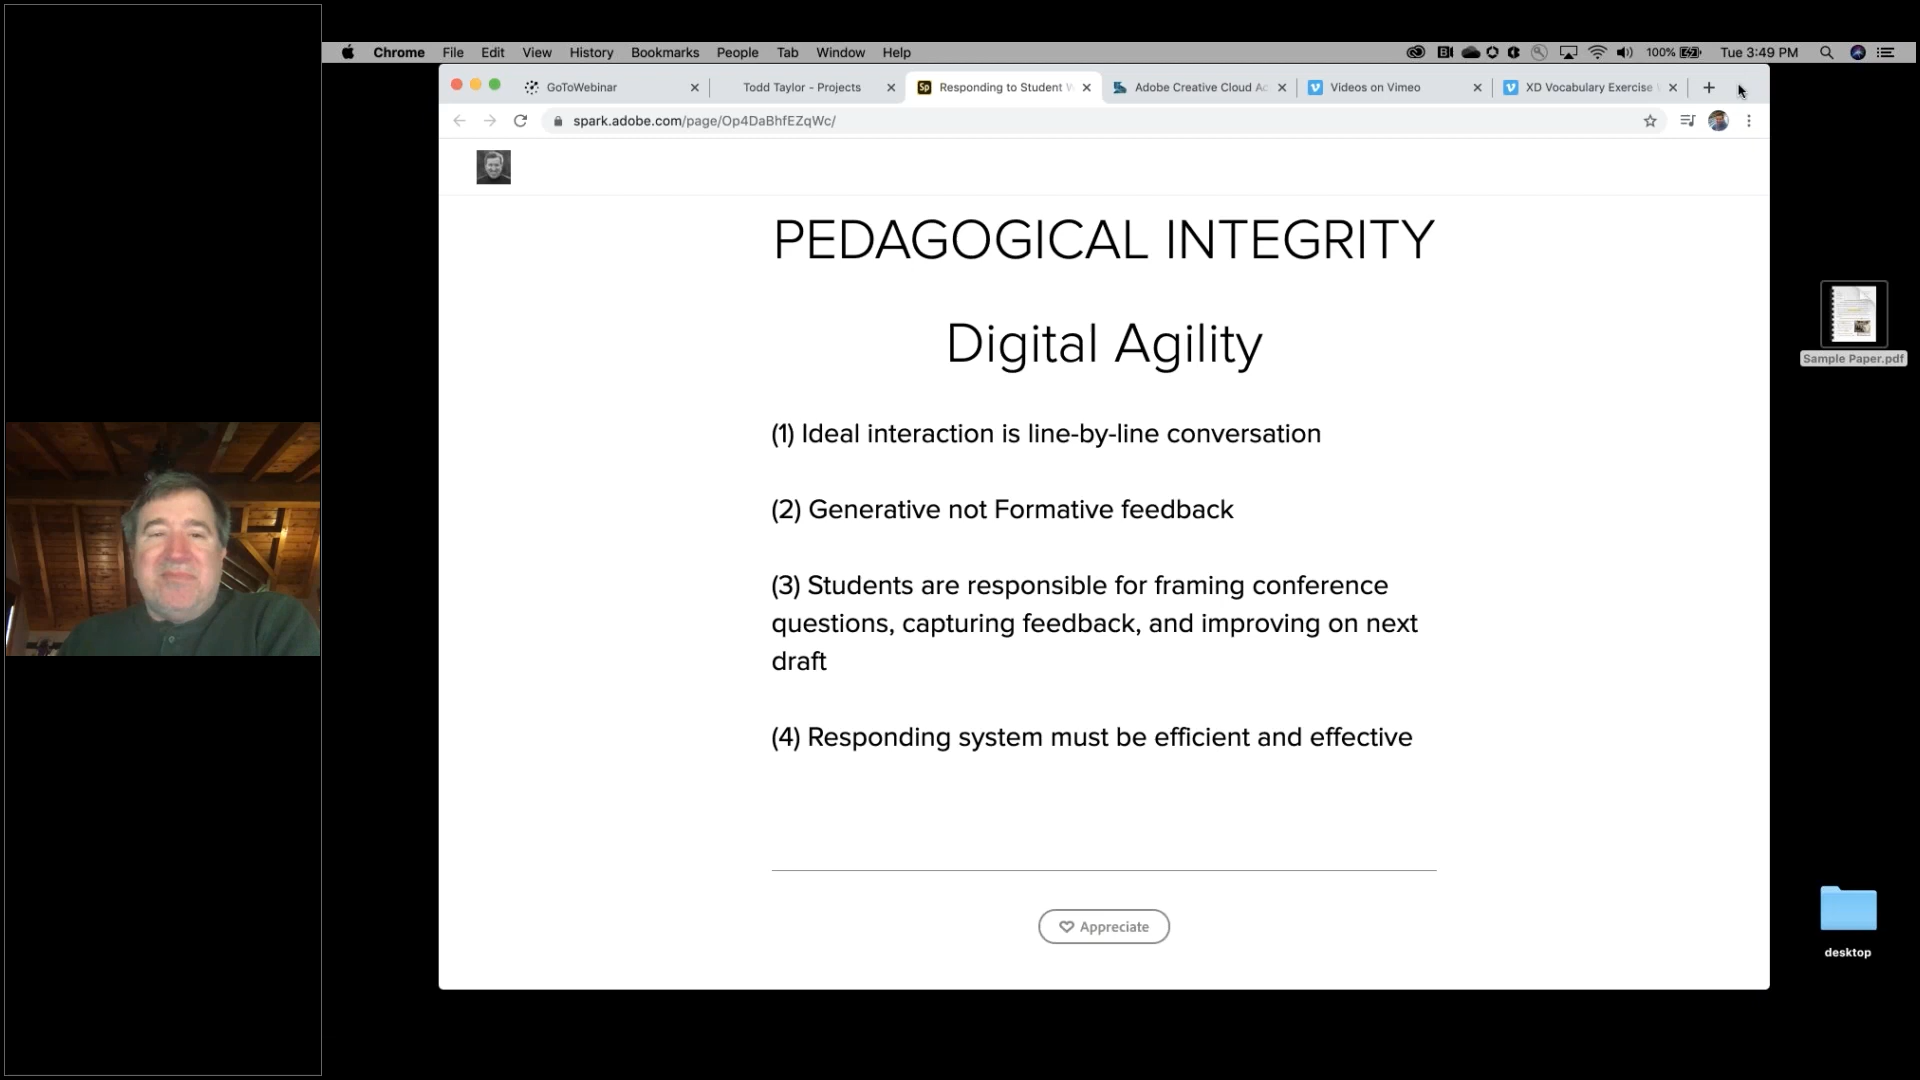 Chrome File Edit View History Bookmarks People Tab Window Help 100% Tue 3:49 PM
GoToWebinar Todd Taylor - Projects Responding to Student Adobe Creative Cloud Videos on Vimeo XD Vocabulary Exercise
spark.adobe.com/page/Op4DaBhfEZqWc/
PEDAGOGICAL INTEGRITY
Digital Agility
(1) Ideal interaction is line-by-line conversation
(2) Generative not Formative feedback
(3) Students are responsible for framing conference
questions, capturing feedback, and improving on next
draft
(4) Responding system must be efficient and effective
Appreciate
Sample Paper.pdf
desktop